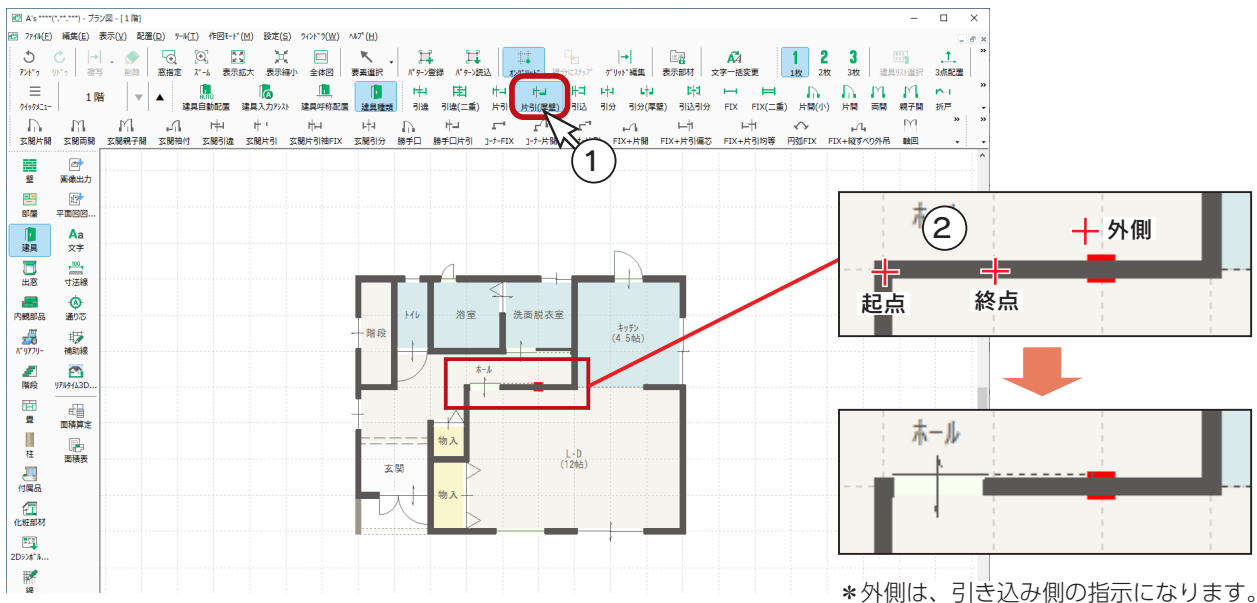 A's ****(*.**.***) - プラン図 - [1 階]
ファイル(F) 編集(E) 表示(V) 配置(D) ツール(T) 作図モード(M) 設定(S) ウィンドウ(W) ヘルプ(H)
アンドゥ リドゥ 複写 削除 窓指定 ズーム 表示拡大 表示縮小 全体図 要素選択 パターン登録 パターン読込 オングリッド グリッド編集 表示部材 文字一括変更 1 1枚 2 2枚 3 3枚 建具リスト選択 3点配置
クイックメニュー 1階 ▼ ▲ 建具自動配置 建具入力アシスト 建具呼称配置 建具種類 引違 引違(二重) 片引 片引(厚壁) 引込 引分 引分(厚壁) 引込引分 FIX FIX(二重) 片開(小) 片開 両開 親子開 折戸
玄関片開 玄関両開 玄関親子開 玄関袖付 玄関引違 玄関片引 玄関片引袖FIX 玄関引分 勝手口 勝手口片引 コーナーFIX コーナー片開 FIX+片開 FIX+片引偏芯 FIX+片引均等 円弧FIX FIX+縦すべり外吊 軸回
壁 画像出力
部屋 平面図図...
建具 Aa 文字
出窓 寸法線
内観部品 通り芯
バリアフリー 補助線
階段 リアルタイム3D...
畳 面積算定
柱 面積表
付属品
化粧部材
2Dシンボル...
線
①
階段 トイレ 浴室 洗面脱衣室 キッチン
(4.5帖)
ホール
物入
L・D
(12帖)
玄関
物入
ホ
②
外側
起点 終点
ホール
*外側は、引き込み側の指示になります。